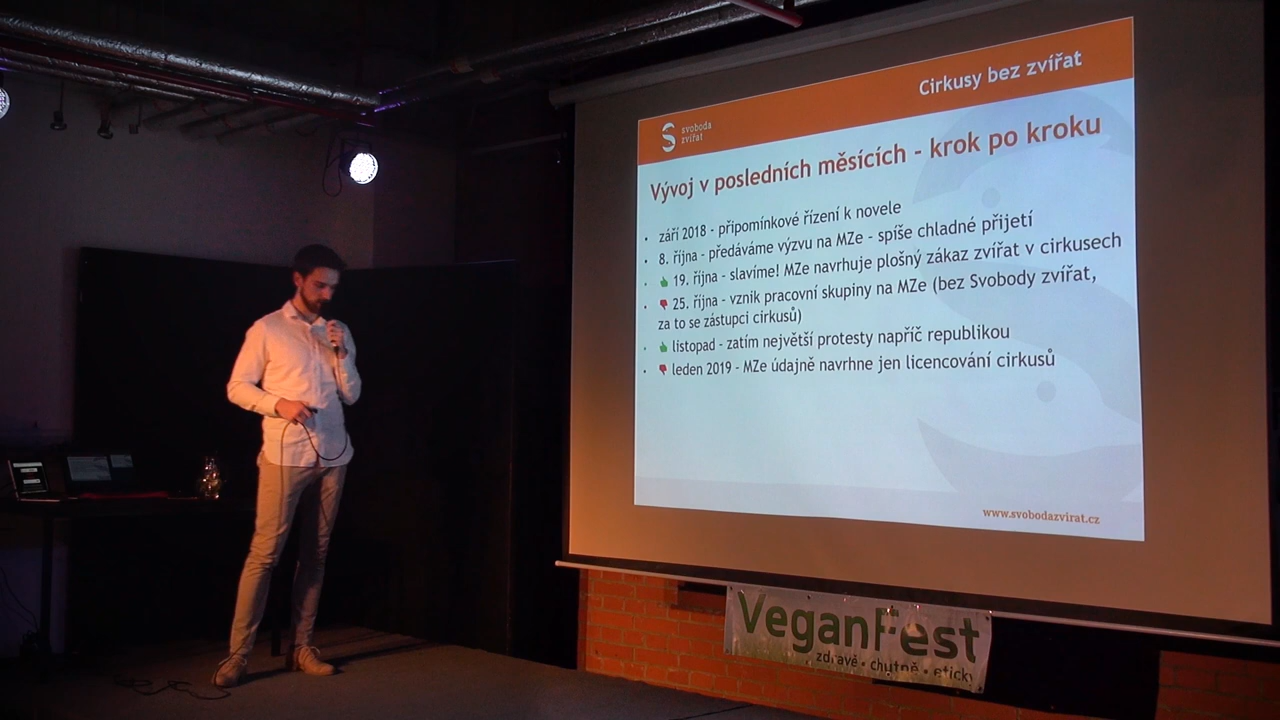 Cirkusy bez zvířat
svoboda
zvířat
Vývoj v posledních měsících - krok po kroku
• září 2018 - připomínkové řízení k novele
• 8. října - předáváme výzvu na MZe - spíše chladné přijetí
• 19. října - slavíme! MZe navrhuje plošný zákaz zvířat v cirkusech
• 25. října - vznik pracovní skupiny na MZe (bez Svobody zvířat,
za to se zástupci cirkusů)
• listopad - zatím největší protesty napříč republikou
• leden 2019 - MZe údajně navrhne jen licencování cirkusů
www.svobodazvirat.cz
VeganFest
zdravě • chutně • eticky